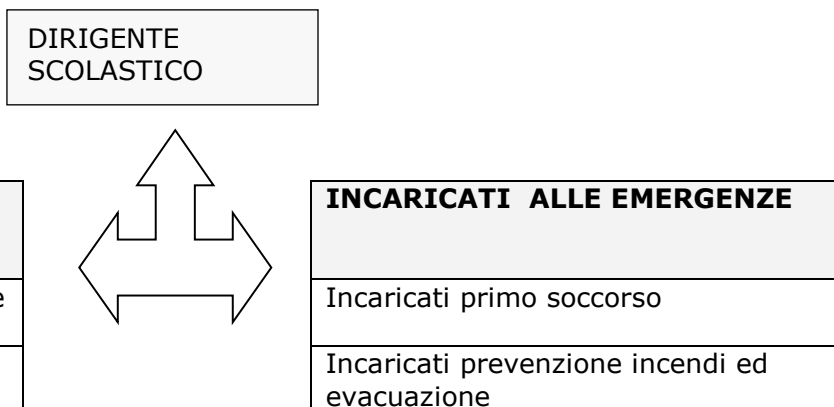 DIRIGENTE
SCOLASTICO
INCARICATI ALLE EMERGENZE
e
Incaricati primo soccorso
Incaricati prevenzione incendi ed
evacuazione